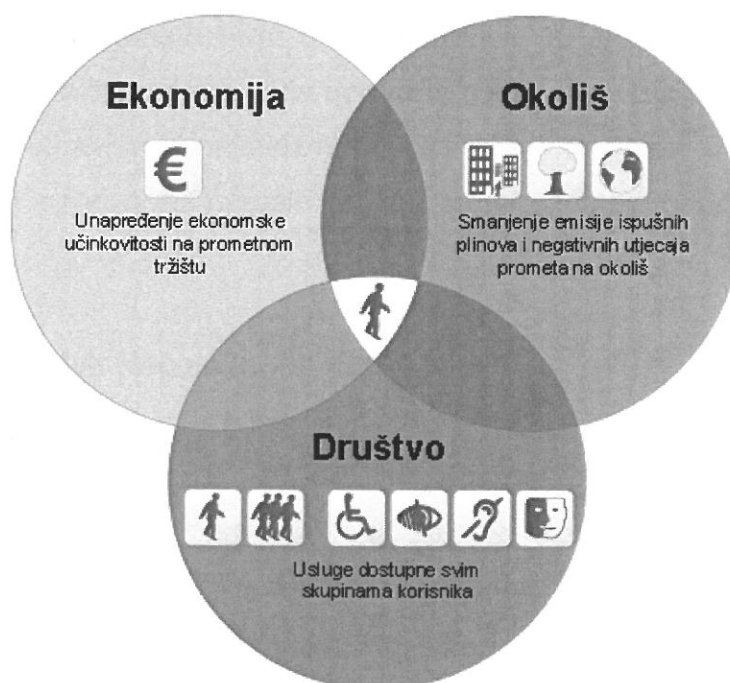 Ekonomija
€
Unapređenje ekonomske
učinkovitosti na prometnom
tržištu
Okoliš
Smanjenje emisije ispušnih
plinova i negativnih utjecaja
prometa na okoliš
Društvo
Usluge dostupne svim
skupinama korisnika